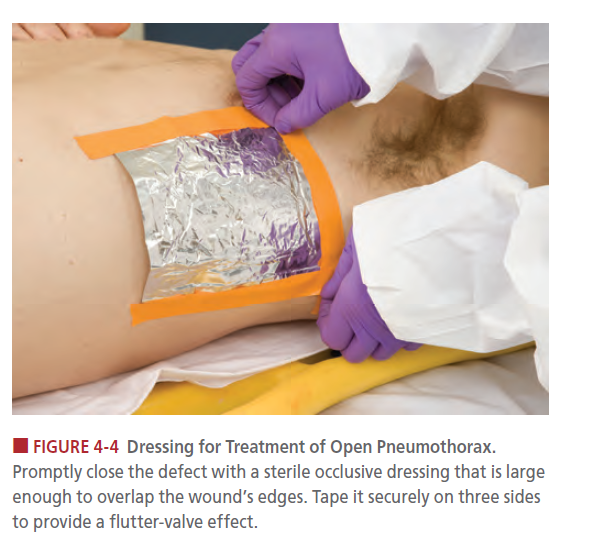 FIGURE 4-4 Dressing for Treatment of Open Pneumothorax.
Promptly close the defect with a sterile occlusive dressing that is large
enough to overlap the wound's edges. Tape it securely on three sides
to provide a flutter-valve effect.